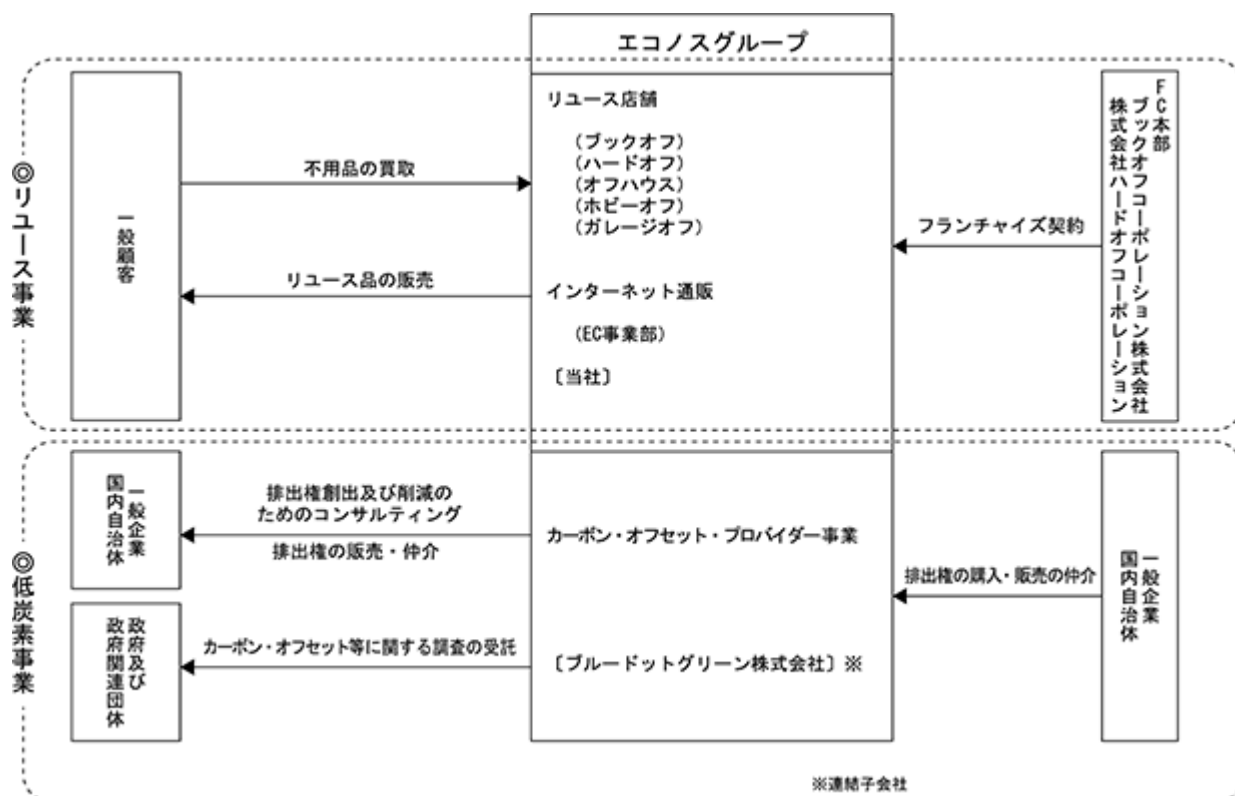 エコノスグループ
◎リユース事業
一般顧客
不用品の買取
リユース品の販売
リユース店舗
(ブックオフ)
(ハードオフ)
(オフハウス)
(ホビーオフ)
(ガレージオフ)
インターネット通販
(EC事業部)
〔当社〕
フランチャイズ契約
FC本部
ブックオフコーポレーション株式会社
株式会社ハードオフコーポレーション
◎低炭素事業
一般企業
国内自治体
排出権創出及び削減の
ためのコンサルティング
排出権の販売・仲介
カーボン・オフセット・プロバイダー事業
排出権の購入・販売の仲介
一般企業
国内自治体
政府及び
政府関連団体
カーボン・オフセット等に関する調査の受託
〔ブルードットグリーン株式会社〕※
※連結子会社